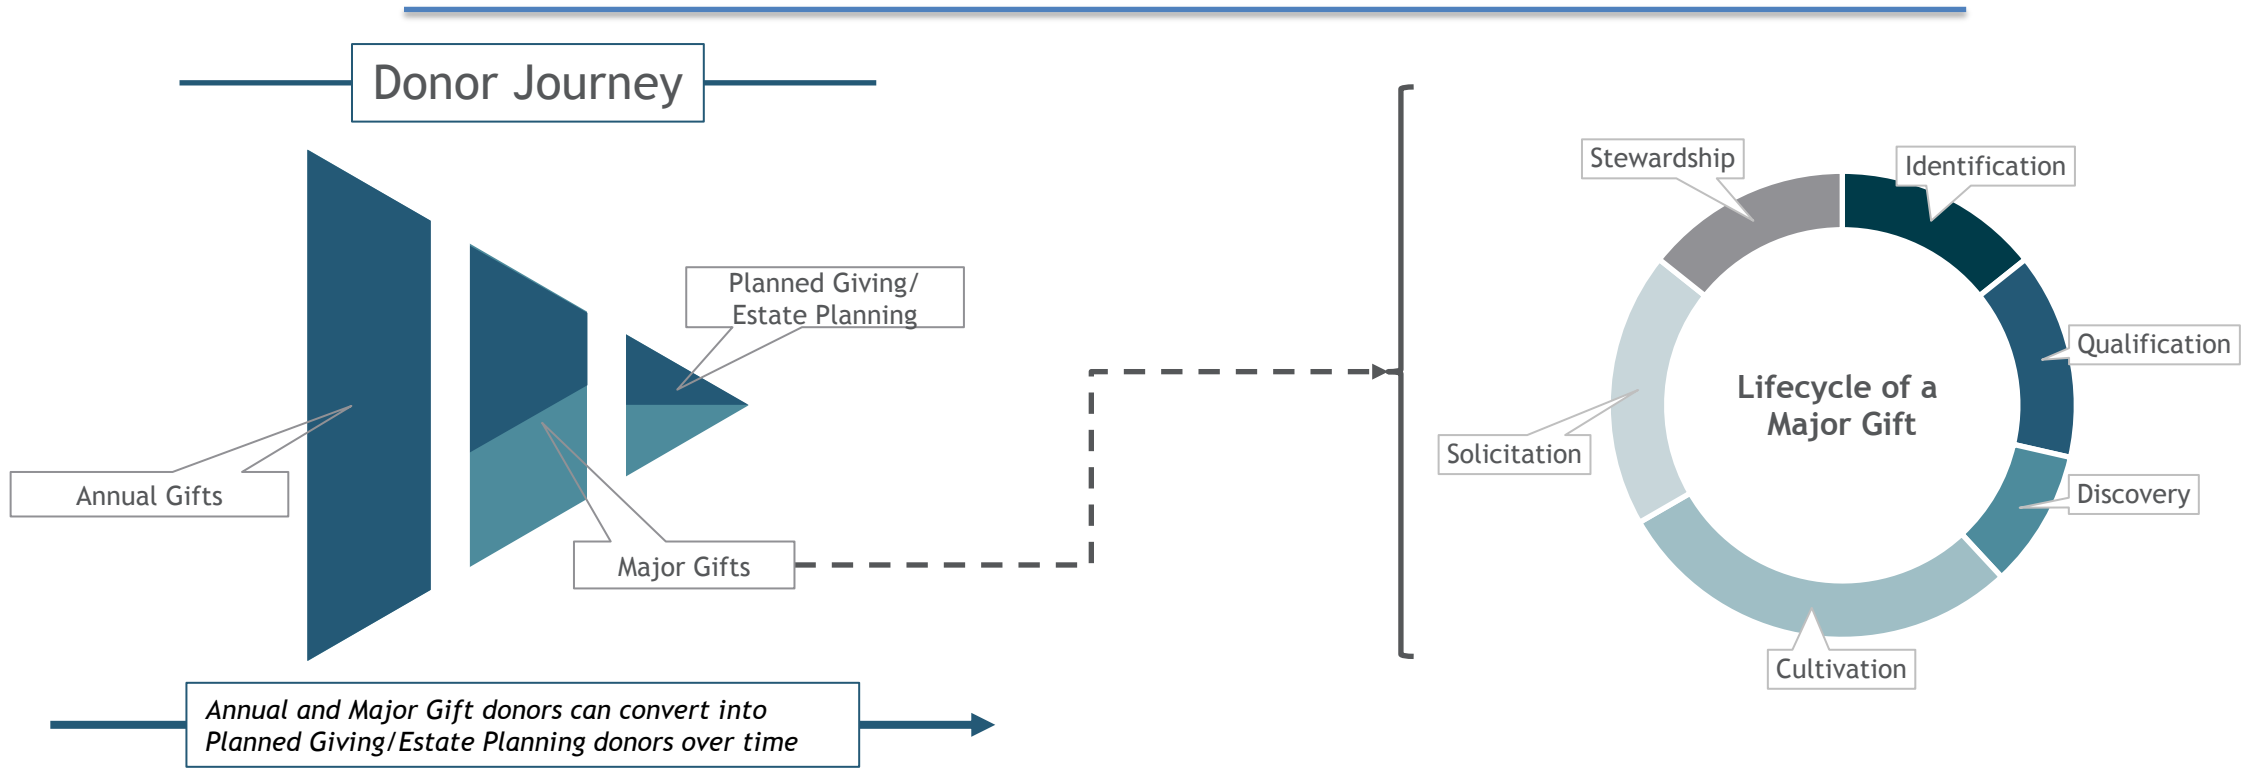 Donor Journey
Planned Giving/
Estate Planning
Annual Gifts
Major Gifts
Annual and Major Gift donors can convert into
Planned Giving/Estate Planning donors over time
Stewardship
Identification
Qualification
Lifecycle of a
Major Gift
Solicitation
Discovery
Cultivation